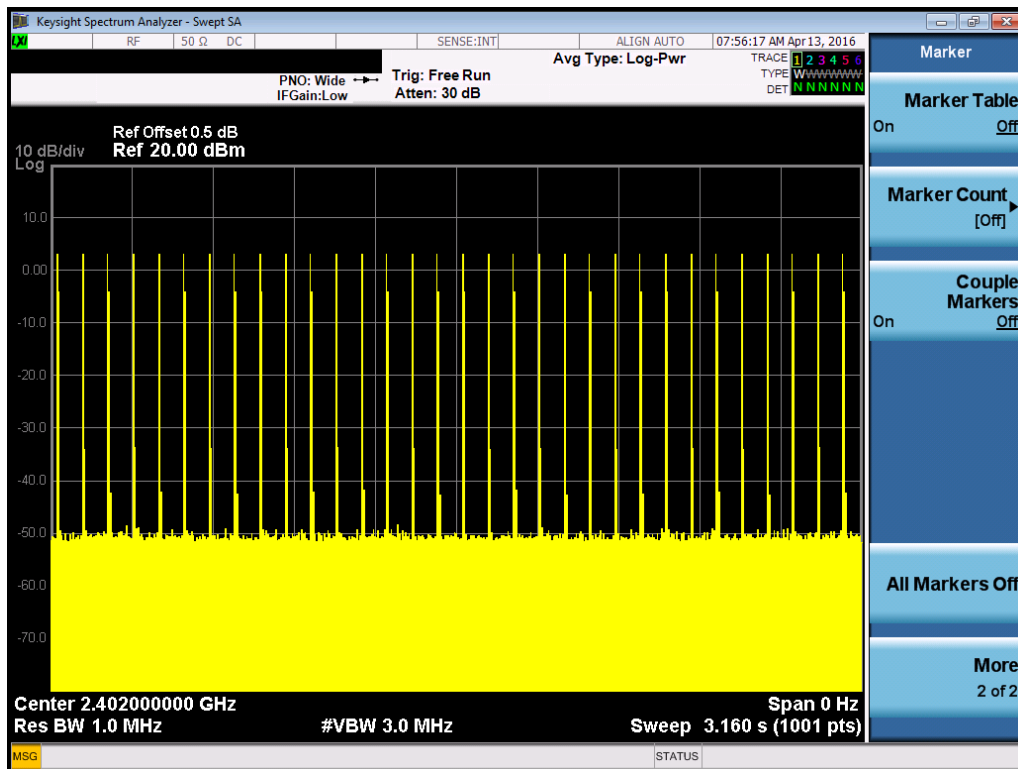 Keysight Spectrum Analyzer - Swept SA
LXI RF 50 Ω DC SENSE:INT ALIGN AUTO 07:56:17 AM Apr 13, 2016
PNO: Wide
IFGain:Low
Trig: Free Run
Atten: 30 dB
Avg Type: Log-Pwr
TRACE 1 2 3 4 5 6
TYPE WWWWWWW
DET N N N N N N
Ref Offset 0.5 dB
10 dB/div Ref 20.00 dBm
Log
10.0
0.00
-10.0
-20.0
-30.0
-40.0
-50.0
-60.0
-70.0
Center 2.402000000 GHz Span 0 Hz
Res BW 1.0 MHz #VBW 3.0 MHz Sweep 3.160 s (1001 pts)
MSG STATUS
Marker
Marker Table
On Off
Marker Count
[Off]
Couple
Markers
On Off
All Markers Off
More
2 of 2